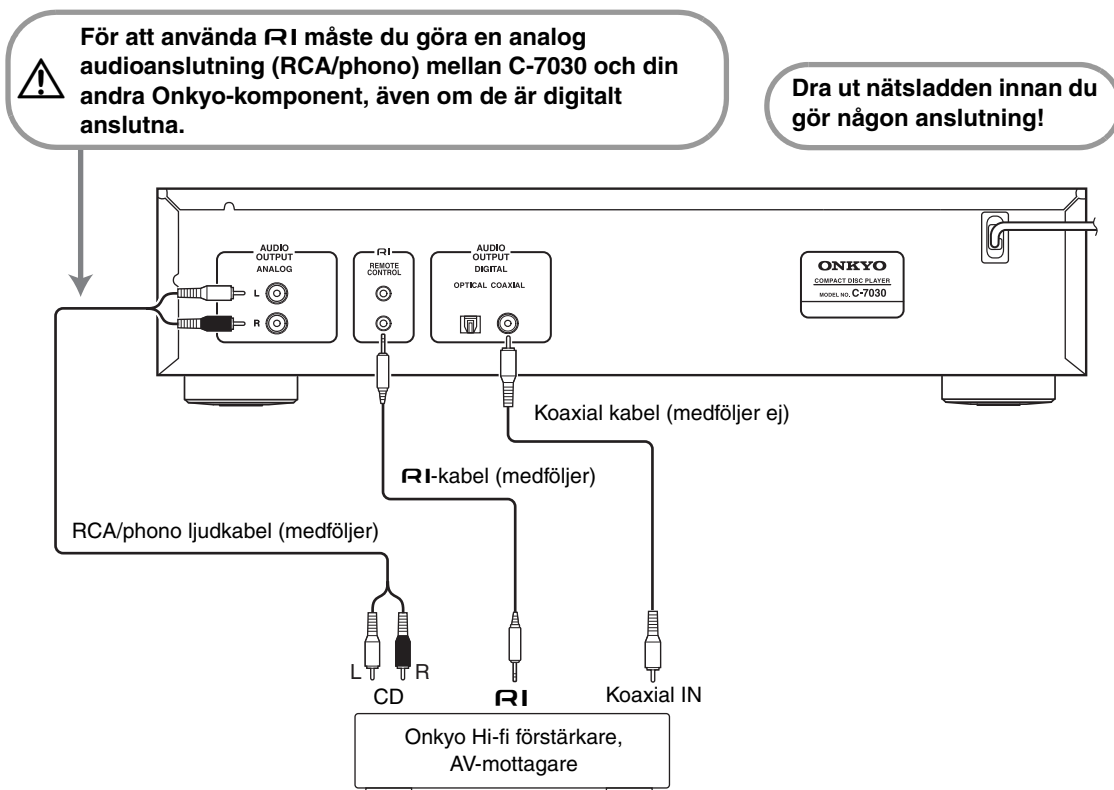 För att använda RI måste du göra en analog
audioanslutning (RCA/phono) mellan C-7030 och din
andra Onkyo-komponent, även om de är digitalt
anslutna.
Dra ut nätsladden innan du
gör någon anslutning!
AUDIO
OUTPUT
ANALOG
L
R
RI
REMOTE
CONTROL
AUDIO
OUTPUT
DIGITAL
OPTICAL COAXIAL
ONKYO
COMPACT DISC PLAYER
MODEL NO. C-7030
Koaxial kabel (medföljer ej)
RI-kabel (medföljer)
RCA/phono ljudkabel (medföljer)
L R
CD
RI
Koaxial IN
Onkyo Hi-fi förstärkare,
AV-mottagare